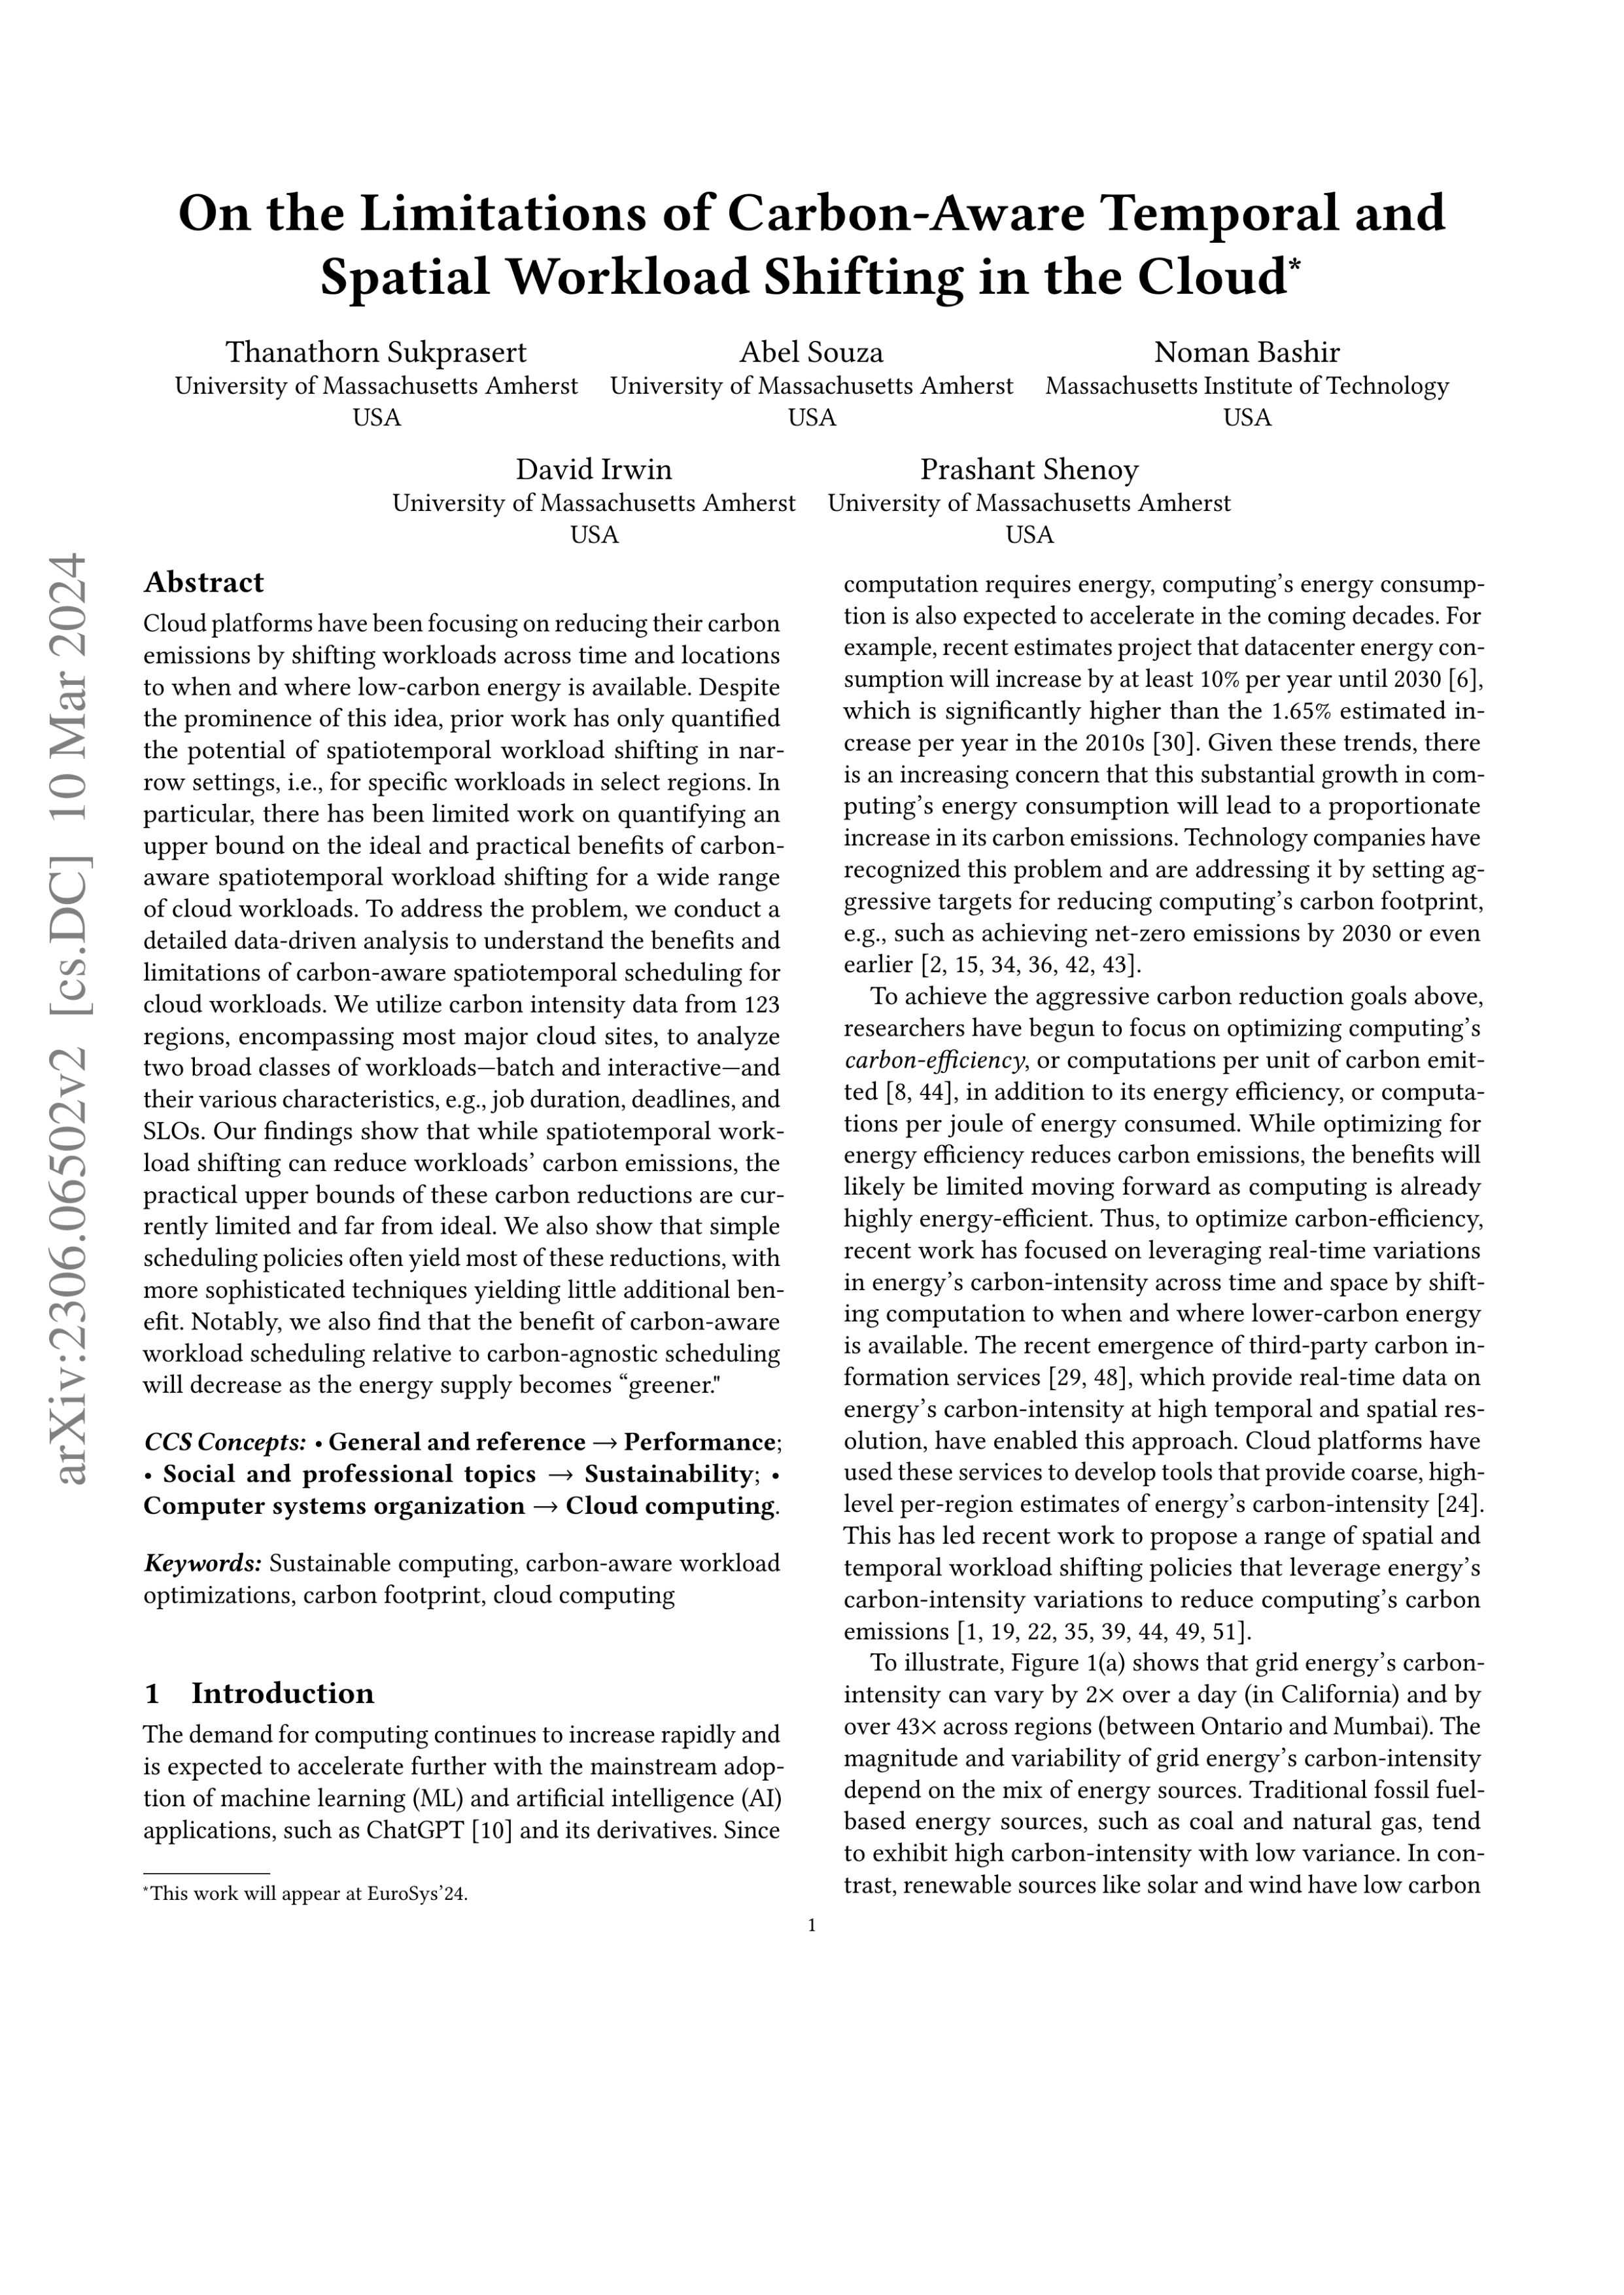 On the Limitations of Carbon-Aware Temporal and
Spatial Workload Shifting in the Cloud*
Thanathorn Sukprasert
University of Massachusetts Amherst
USA
Abel Souza
University of Massachusetts Amherst
USA
Noman Bashir
Massachusetts Institute of Technology
USA
David Irwin
University of Massachusetts Amherst
USA
Prashant Shenoy
University of Massachusetts Amherst
USA
arXiv:2306.06502v2 [cs.DC] 10 Mar 2024
Abstract
Cloud platforms have been focusing on reducing their carbon
emissions by shifting workloads across time and locations
to when and where low-carbon energy is available. Despite
the prominence of this idea, prior work has only quantified
the potential of spatiotemporal workload shifting in nar-
row settings, i.e., for specific workloads in select regions. In
particular, there has been limited work on quantifying an
upper bound on the ideal and practical benefits of carbon-
aware spatiotemporal workload shifting for a wide range
of cloud workloads. To address the problem, we conduct a
detailed data-driven analysis to understand the benefits and
limitations of carbon-aware spatiotemporal scheduling for
cloud workloads. We utilize carbon intensity data from 123
regions, encompassing most major cloud sites, to analyze
two broad classes of workloads—batch and interactive—and
their various characteristics, e.g., job duration, deadlines, and
SLOs. Our findings show that while spatiotemporal work-
load shifting can reduce workloads' carbon emissions, the
practical upper bounds of these carbon reductions are cur-
rently limited and far from ideal. We also show that simple
scheduling policies often yield most of these reductions, with
more sophisticated techniques yielding little additional ben-
efit. Notably, we also find that the benefit of carbon-aware
workload scheduling relative to carbon-agnostic scheduling
will decrease as the energy supply becomes “greener."
CCS Concepts: • General and reference → Performance;
• Social and professional topics → Sustainability; •
Computer systems organization → Cloud computing.
Keywords: Sustainable computing, carbon-aware workload
optimizations, carbon footprint, cloud computing
1 Introduction
The demand for computing continues to increase rapidly and
is expected to accelerate further with the mainstream adop-
tion of machine learning (ML) and artificial intelligence (AI)
applications, such as ChatGPT [10] and its derivatives. Since
*This work will appear at EuroSys'24.
computation requires energy, computing's energy consump-
tion is also expected to accelerate in the coming decades. For
example, recent estimates project that datacenter energy con-
sumption will increase by at least 10% per year until 2030 [6],
which is significantly higher than the 1.65% estimated in-
crease per year in the 2010s [30]. Given these trends, there
is an increasing concern that this substantial growth in com-
puting's energy consumption will lead to a proportionate
increase in its carbon emissions. Technology companies have
recognized this problem and are addressing it by setting ag-
gressive targets for reducing computing's carbon footprint,
e.g., such as achieving net-zero emissions by 2030 or even
earlier [2, 15, 34, 36, 42, 43].
To achieve the aggressive carbon reduction goals above,
researchers have begun to focus on optimizing computing's
carbon-efficiency, or computations per unit of carbon emit-
ted [8, 44], in addition to its energy efficiency, or computa-
tions per joule of energy consumed. While optimizing for
energy efficiency reduces carbon emissions, the benefits will
likely be limited moving forward as computing is already
highly energy-efficient. Thus, to optimize carbon-efficiency,
recent work has focused on leveraging real-time variations
in energy's carbon-intensity across time and space by shift-
ing computation to when and where lower-carbon energy
is available. The recent emergence of third-party carbon in-
formation services [29, 48], which provide real-time data on
energy's carbon-intensity at high temporal and spatial res-
olution, have enabled this approach. Cloud platforms have
used these services to develop tools that provide coarse, high-
level per-region estimates of energy's carbon-intensity [24].
This has led recent work to propose a range of spatial and
temporal workload shifting policies that leverage energy's
carbon-intensity variations to reduce computing's carbon
emissions [1, 19, 22, 35, 39, 44, 49, 51].
To illustrate, Figure 1(a) shows that grid energy's carbon-
intensity can vary by 2× over a day (in California) and by
over 43× across regions (between Ontario and Mumbai). The
magnitude and variability of grid energy's carbon-intensity
depend on the mix of energy sources. Traditional fossil fuel-
based energy sources, such as coal and natural gas, tend
to exhibit high carbon-intensity with low variance. In con-
trast, renewable sources like solar and wind have low carbon
1